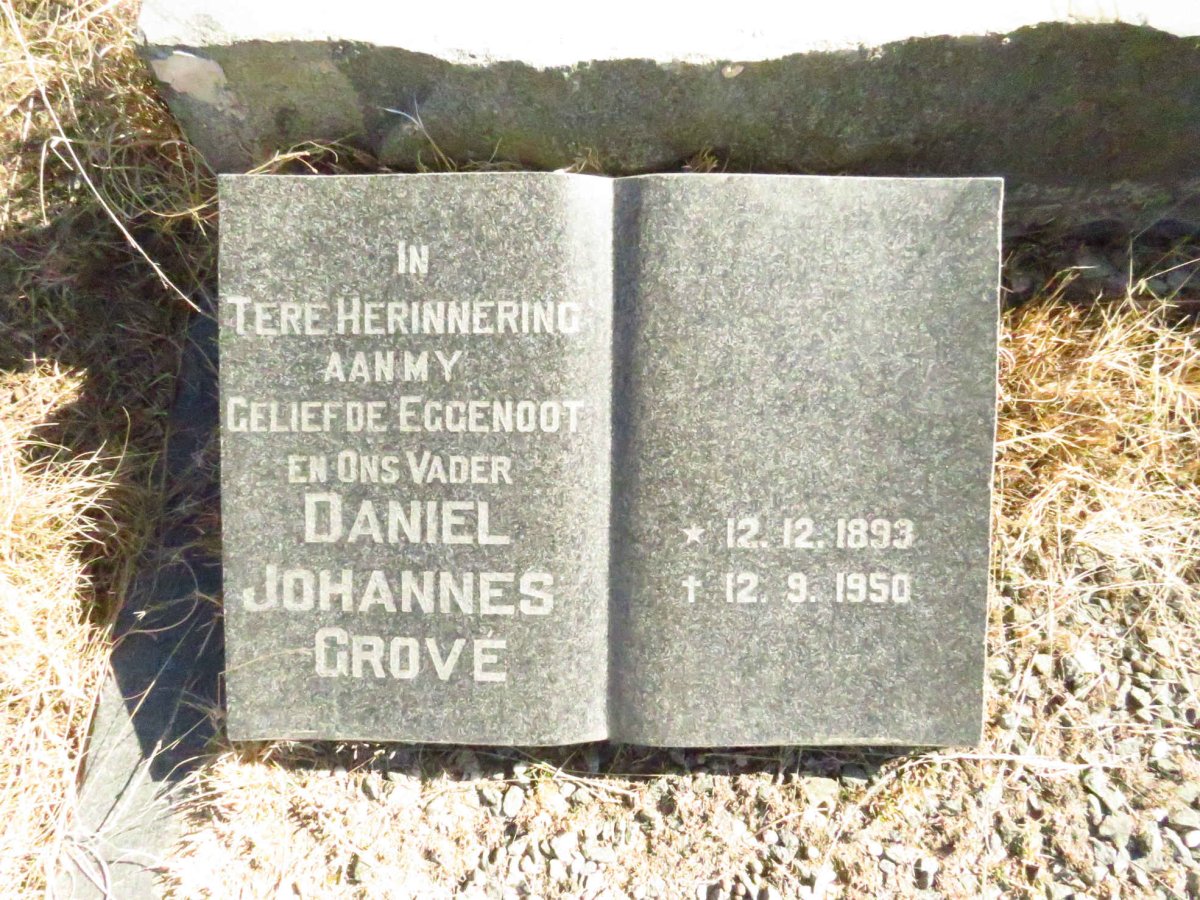 IN
TERE HERINNERING
AAN MY
GELIEFDE EGGENOOT
EN ONS VADER
DANIEL
JOHANNES
GROVÉ
★ 12. 12. 1893
† 12. 9. 1950